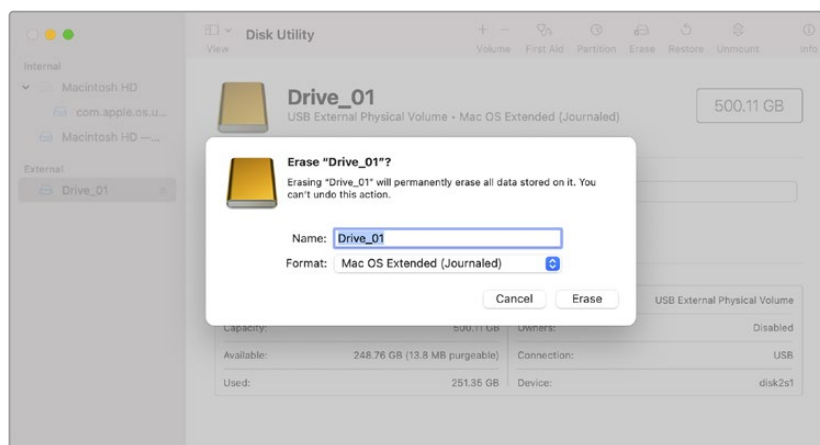 Disk Utility
View
Volume
First Aid
Partition
Erase
Restore
Unmount
Info
Internal
Macintosh HD
com.apple.os.u...
Macintosh HD —...
External
Drive_01
Drive_01
USB External Physical Volume • Mac OS Extended (Journaled)
500.11 GB
Erase “Drive_01”?
Erasing “Drive_01” will permanently erase all data stored on it. You
can't undo this action.
Name: Drive_01
Format: Mac OS Extended (Journaled)
Cancel
Erase
USB External Physical Volume
Capacity: 500.11 GB
Owners: Disabled
Available: 248.76 GB (13.8 MB purgeable)
Connection: USB
Used: 251.35 GB
Device: disk2s1